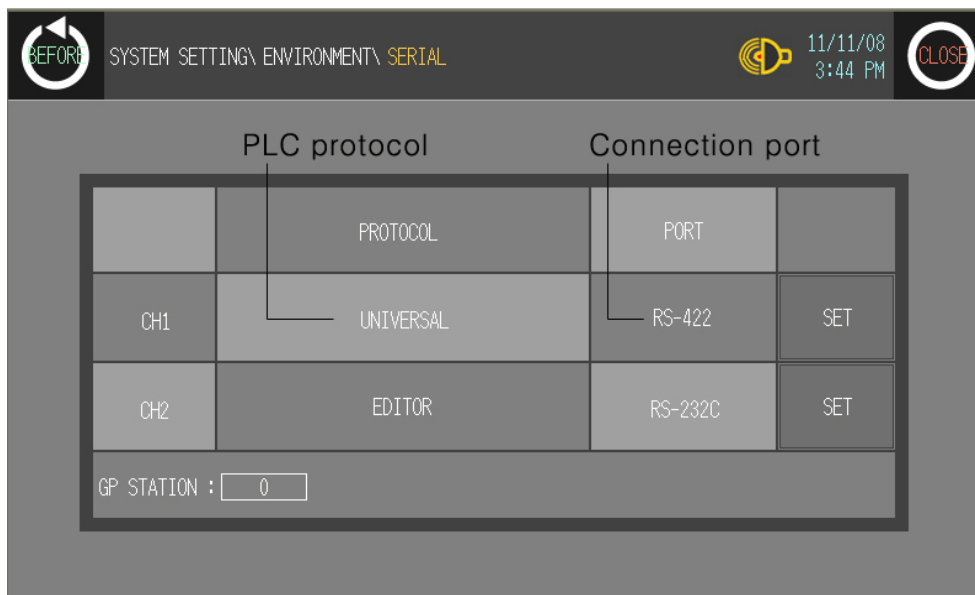 BEFORE
SYSTEM SETTING\ ENVIRONMENT\ SERIAL
11/11/08
3:44 PM
CLOSE
PLC protocol
Connection port
PROTOCOL PORT
CH1 UNIVERSAL RS-422 SET
CH2 EDITOR RS-232C SET
GP STATION : 0